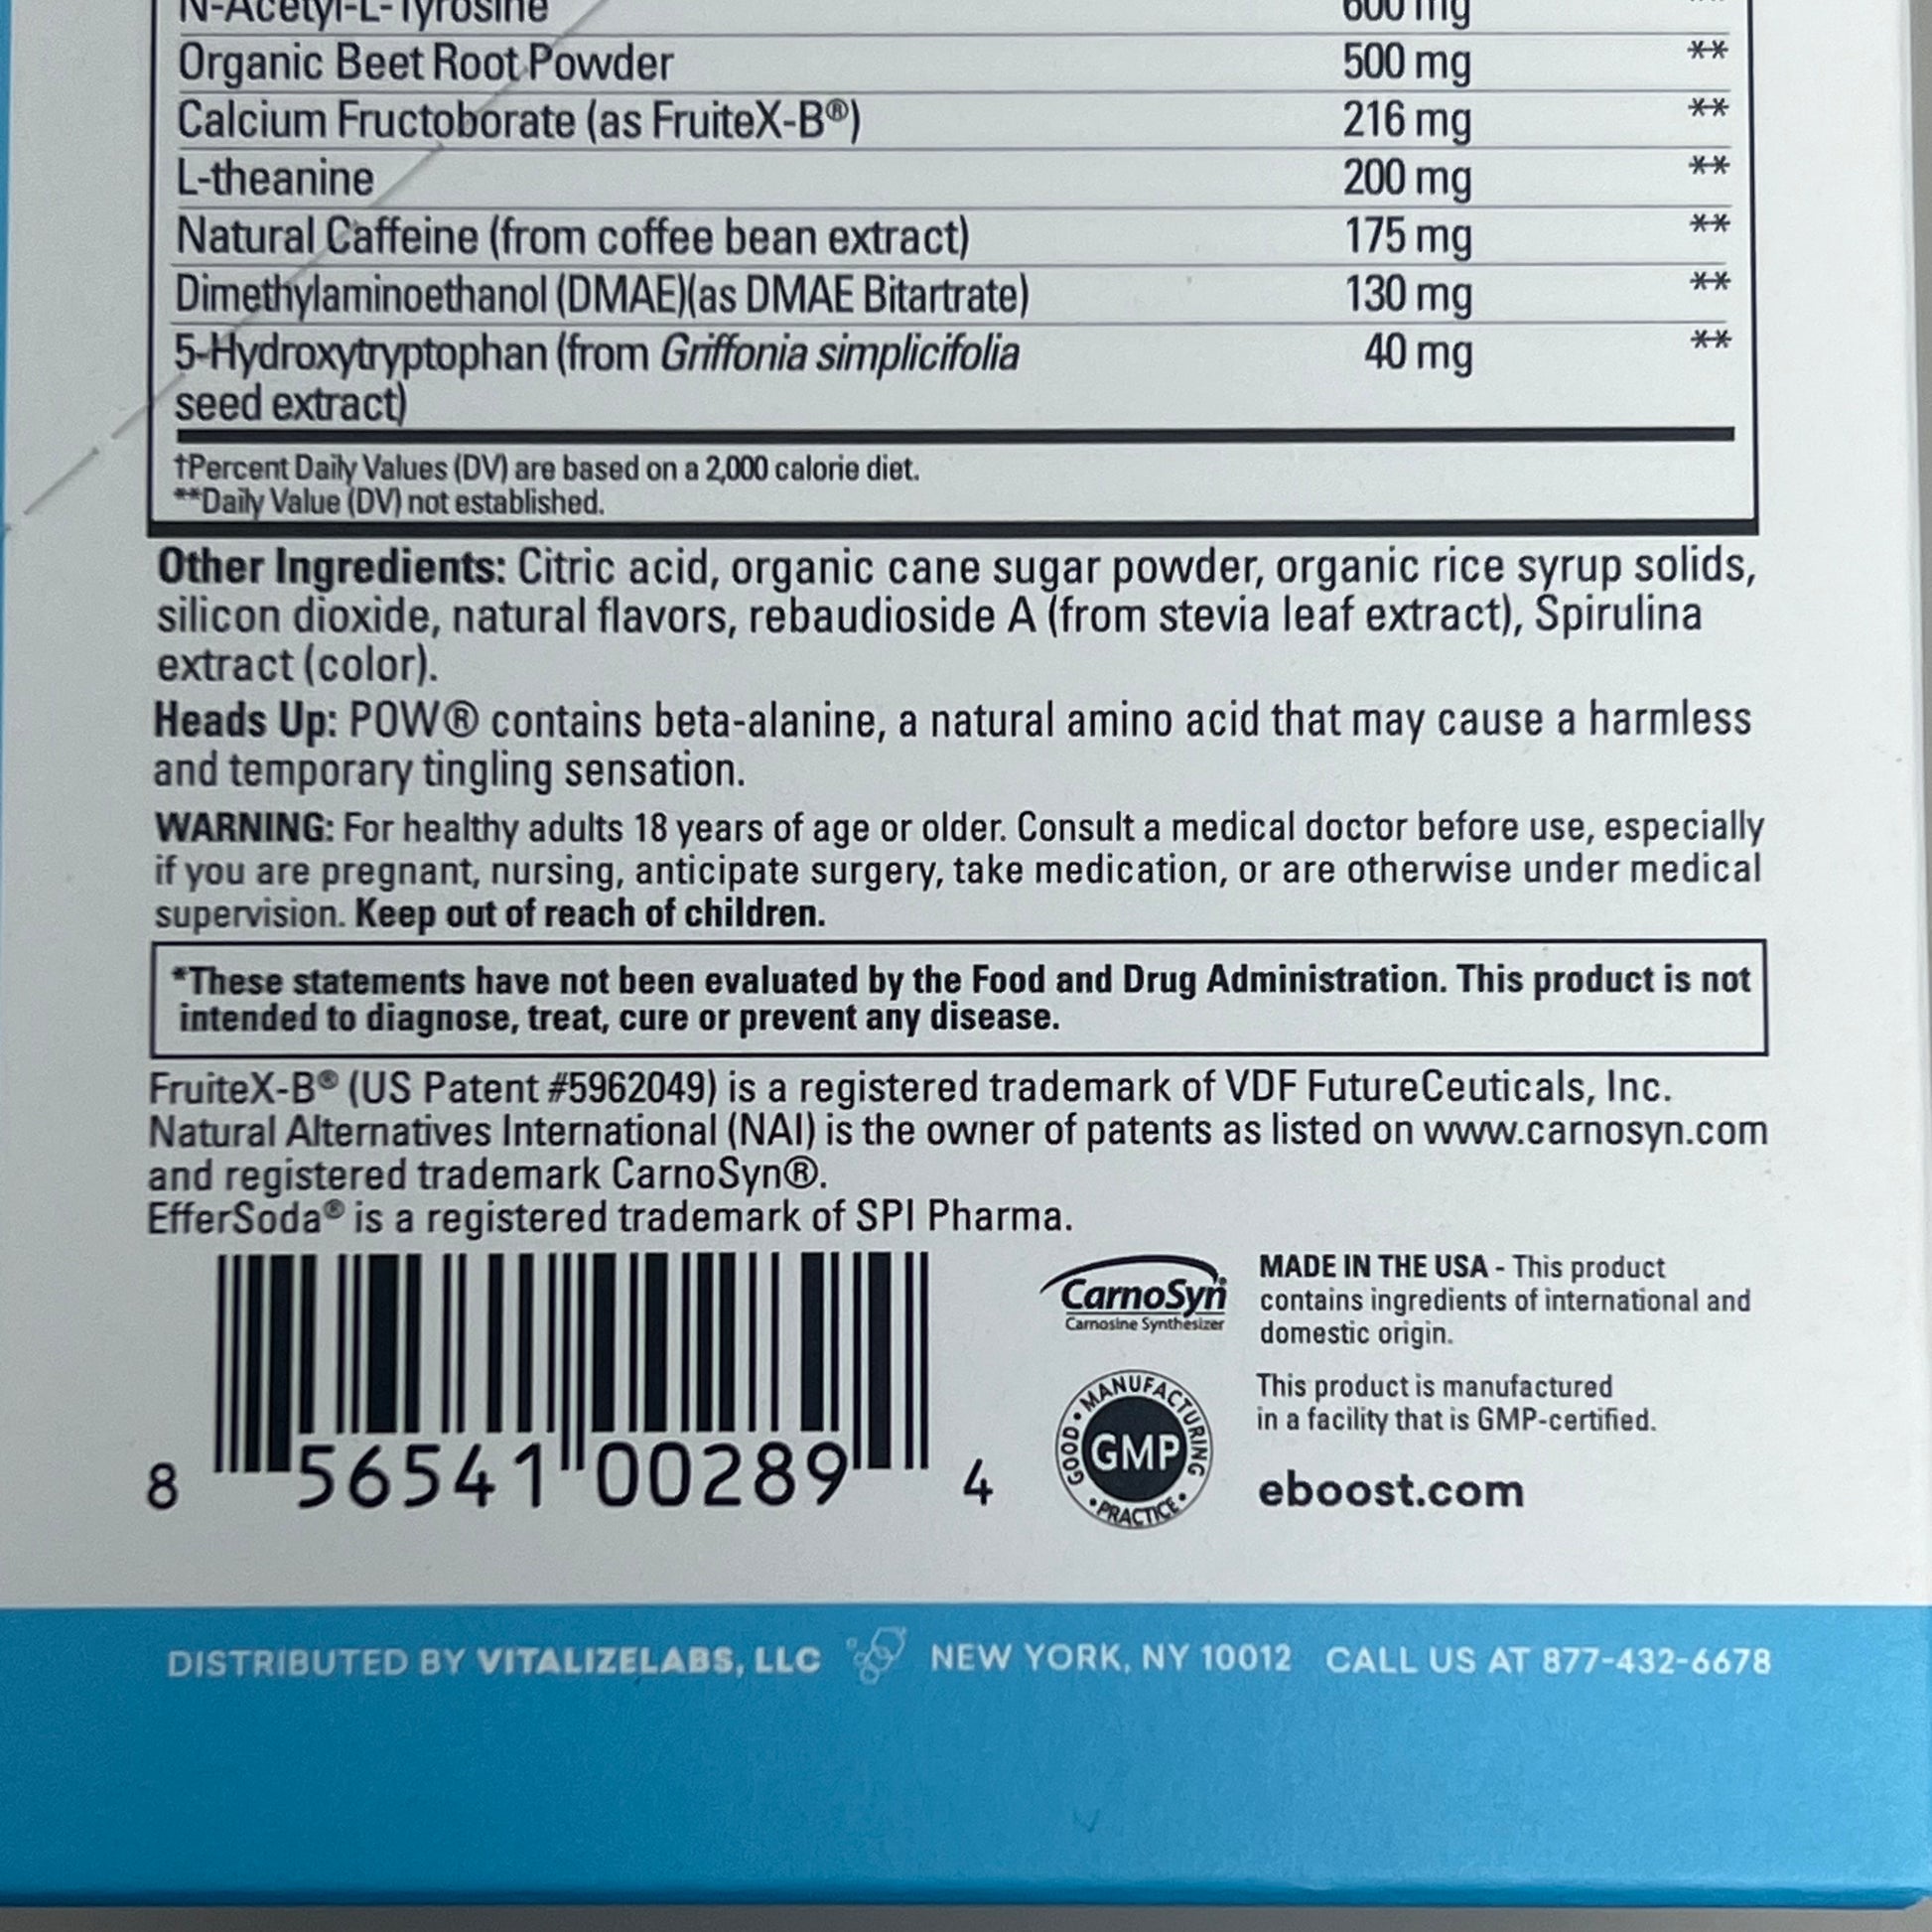 N-Acetyl-L-Tyrosine 600 mg **
Organic Beet Root Powder 500 mg **
Calcium Fructoborate (as FruiteX-B®) 216 mg **
L-theanine 200 mg **
Natural Caffeine (from coffee bean extract) 175 mg **
Dimethylaminoethanol (DMAE)(as DMAE Bitartrate) 130 mg **
5-Hydroxytryptophan (from Griffonia simplicifolia 40 mg **
seed extract)
†Percent Daily Values (DV) are based on a 2,000 calorie diet.
**Daily Value (DV) not established.
Other Ingredients: Citric acid, organic cane sugar powder, organic rice syrup solids,
silicon dioxide, natural flavors, rebaudioside A (from stevia leaf extract), Spirulina
extract (color).
Heads Up: POW® contains beta-alanine, a natural amino acid that may cause a harmless
and temporary tingling sensation.
WARNING: For healthy adults 18 years of age or older. Consult a medical doctor before use, especially
if you are pregnant, nursing, anticipate surgery, take medication, or are otherwise under medical
supervision. Keep out of reach of children.
*These statements have not been evaluated by the Food and Drug Administration. This product is not
intended to diagnose, treat, cure or prevent any disease.
FruiteX-B® (US Patent #5962049) is a registered trademark of VDF FutureCeuticals, Inc.
Natural Alternatives International (NAI) is the owner of patents as listed on www.carnosyn.com
and registered trademark CarnoSyn®.
EfferSoda® is a registered trademark of SPI Pharma.
8 56541 00289 4
CarnoSyn®
Carnosine Synthesizer
GOOD • MANUFACTURING • PRACTICE •
GMP
MADE IN THE USA - This product
contains ingredients of international and
domestic origin.
This product is manufactured
in a facility that is GMP-certified.
eboost.com
DISTRIBUTED BY VITALIZELABS, LLC NEW YORK, NY 10012 CALL US AT 877-432-6678